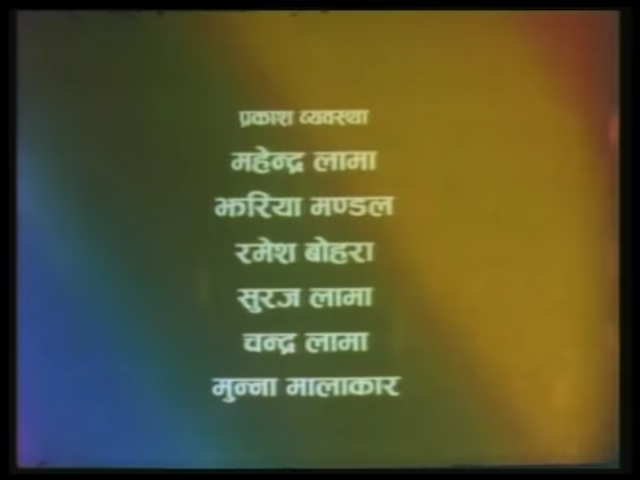 प्रकाश व्यवस्था
महेन्द्र लामा
झरिया मण्डल
रमेश बोहरा
सुरज लामा
चन्द्र लामा
मुन्ना मालाकार